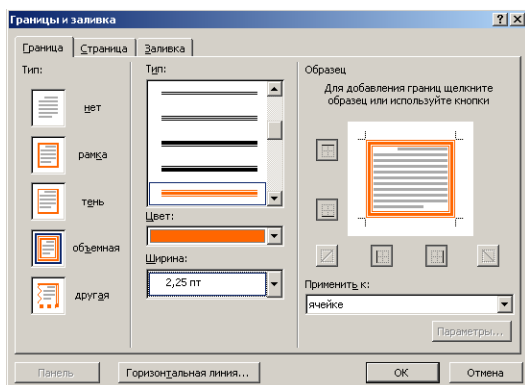 Границы и заливка
Граница
Страница
Заливка
Тип:
нет
рамка
тень
объемная
другая
Тип:
Цвет:
Ширина:
2,25 пт
Образец
Для добавления границ щелкните
образец или используйте кнопки
Применить к:
ячейке
Параметры...
Панель
Горизонтальная линия...
ОК
Отмена